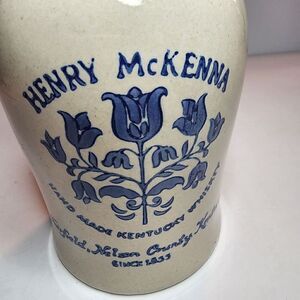 HENRY McKENNA
HAND MADE KENTUCKY WHISKEY
Nelson County,
SINCE 1855